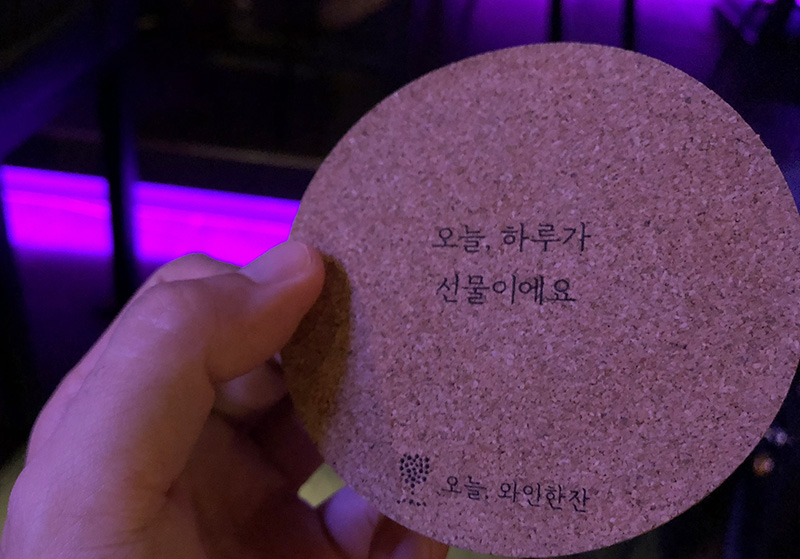 오늘, 하루가
선물이에요
오늘, 와인한잔